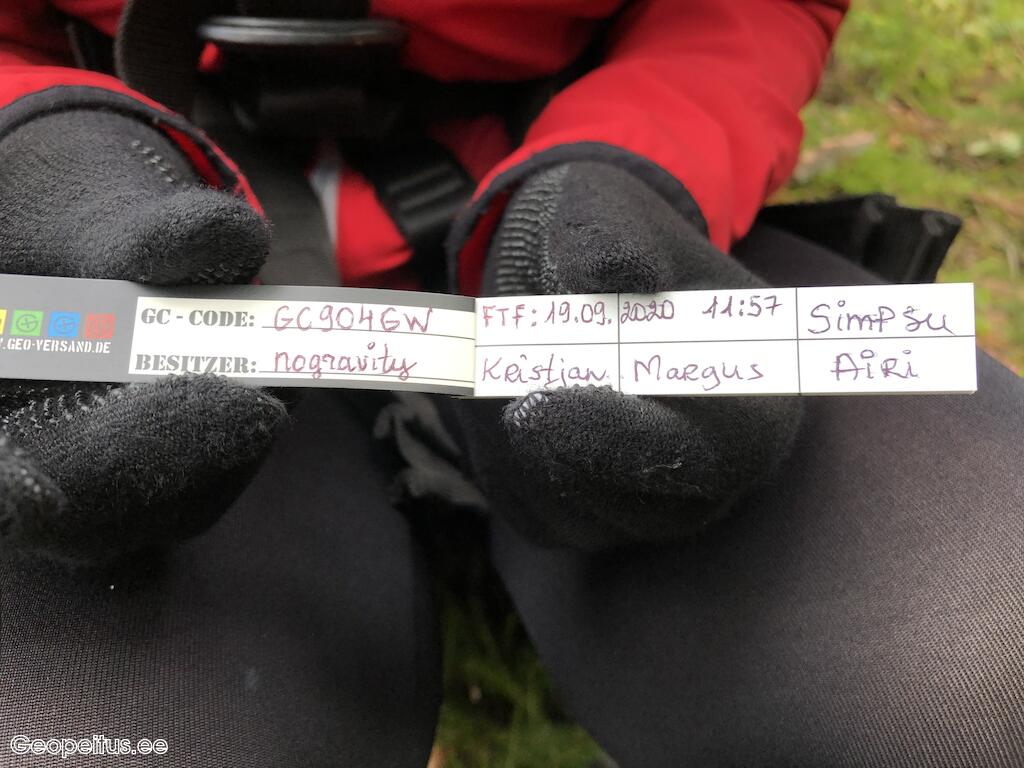 GC-CODE: GC904GW
BESITZER: nogravity
.GEO-VERSAND.DE
FTF: 19.09.2020 11:57 Simpsu
Kristjan Margus Airi
Geopeitus.ee